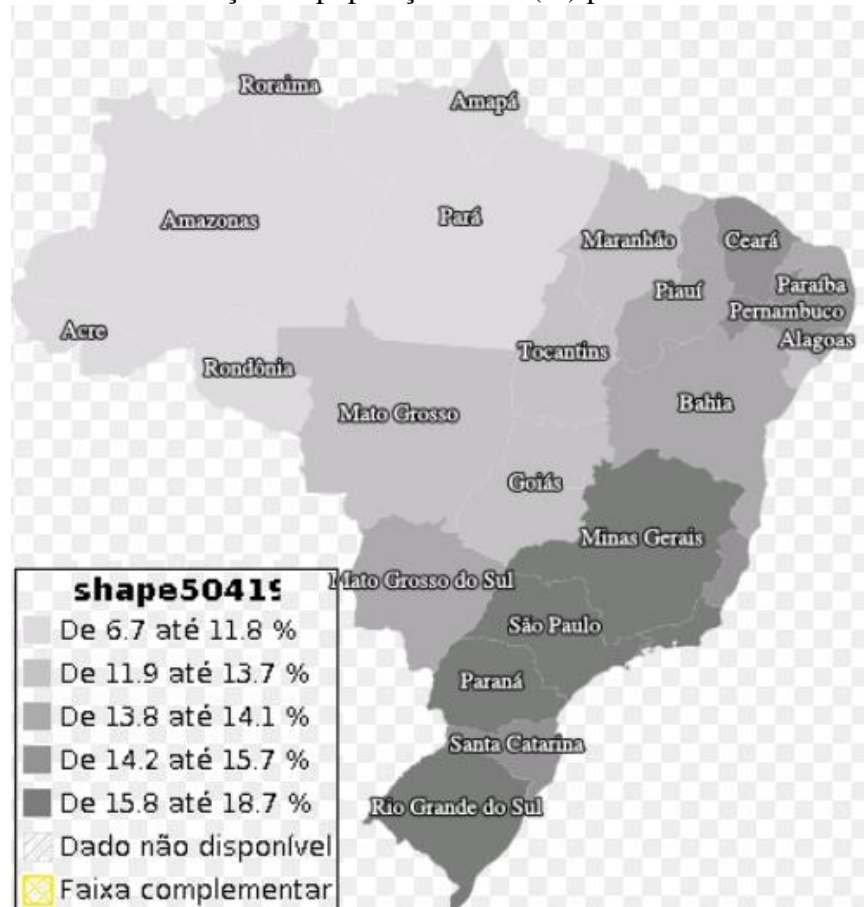 Roraima
Amapá
Amazonas
Pará
Maranhão
Ceará
Piauí
Paraíba
Pernambuco
Acre
Alagoas
Rondônia
Tocantins
Bahia
Mato Grosso
Goiás
Minas Gerais
Mato Grosso do Sul
São Paulo
Paraná
Santa Catarina
Rio Grande do Sul
shape50419
De 6.7 até 11.8 %
De 11.9 até 13.7 %
De 13.8 até 14.1 %
De 14.2 até 15.7 %
De 15.8 até 18.7 %
Dado não disponível
Faixa complementar